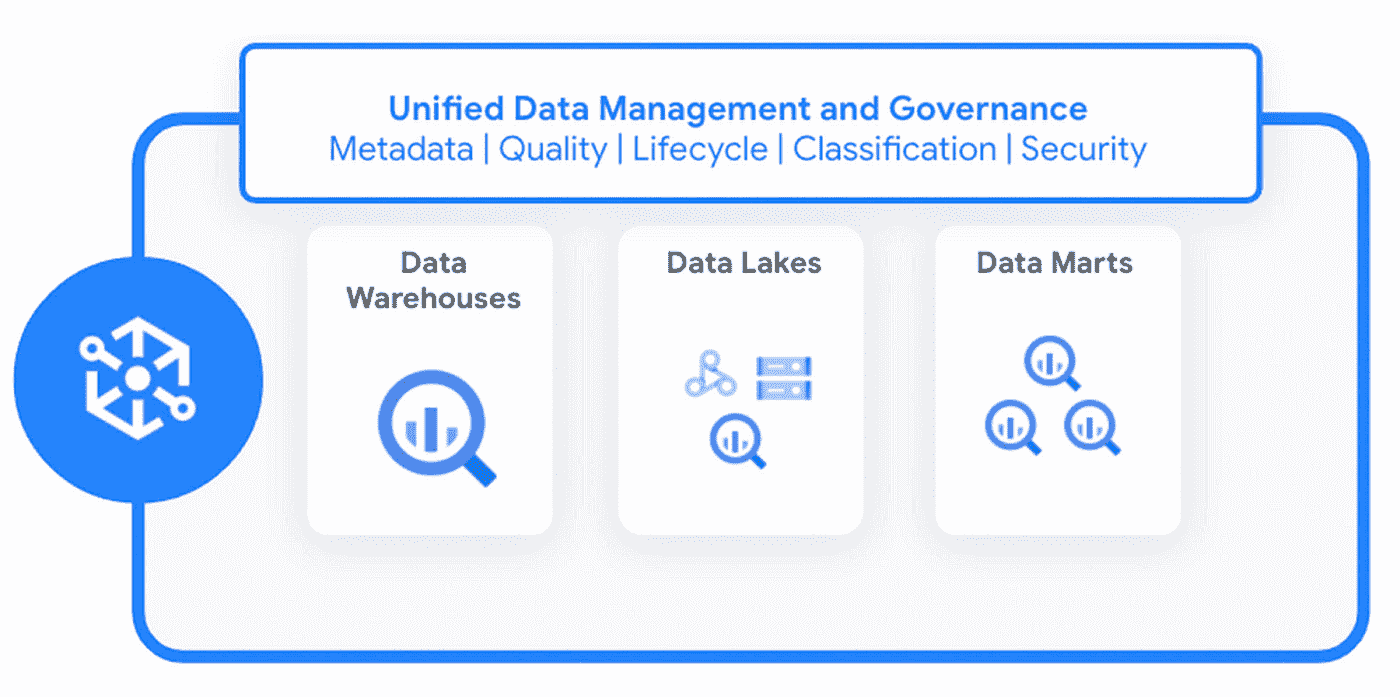 Unified Data Management and Governance
Metadata | Quality | Lifecycle | Classification | Security
Data
Warehouses
Data Lakes
Data Marts